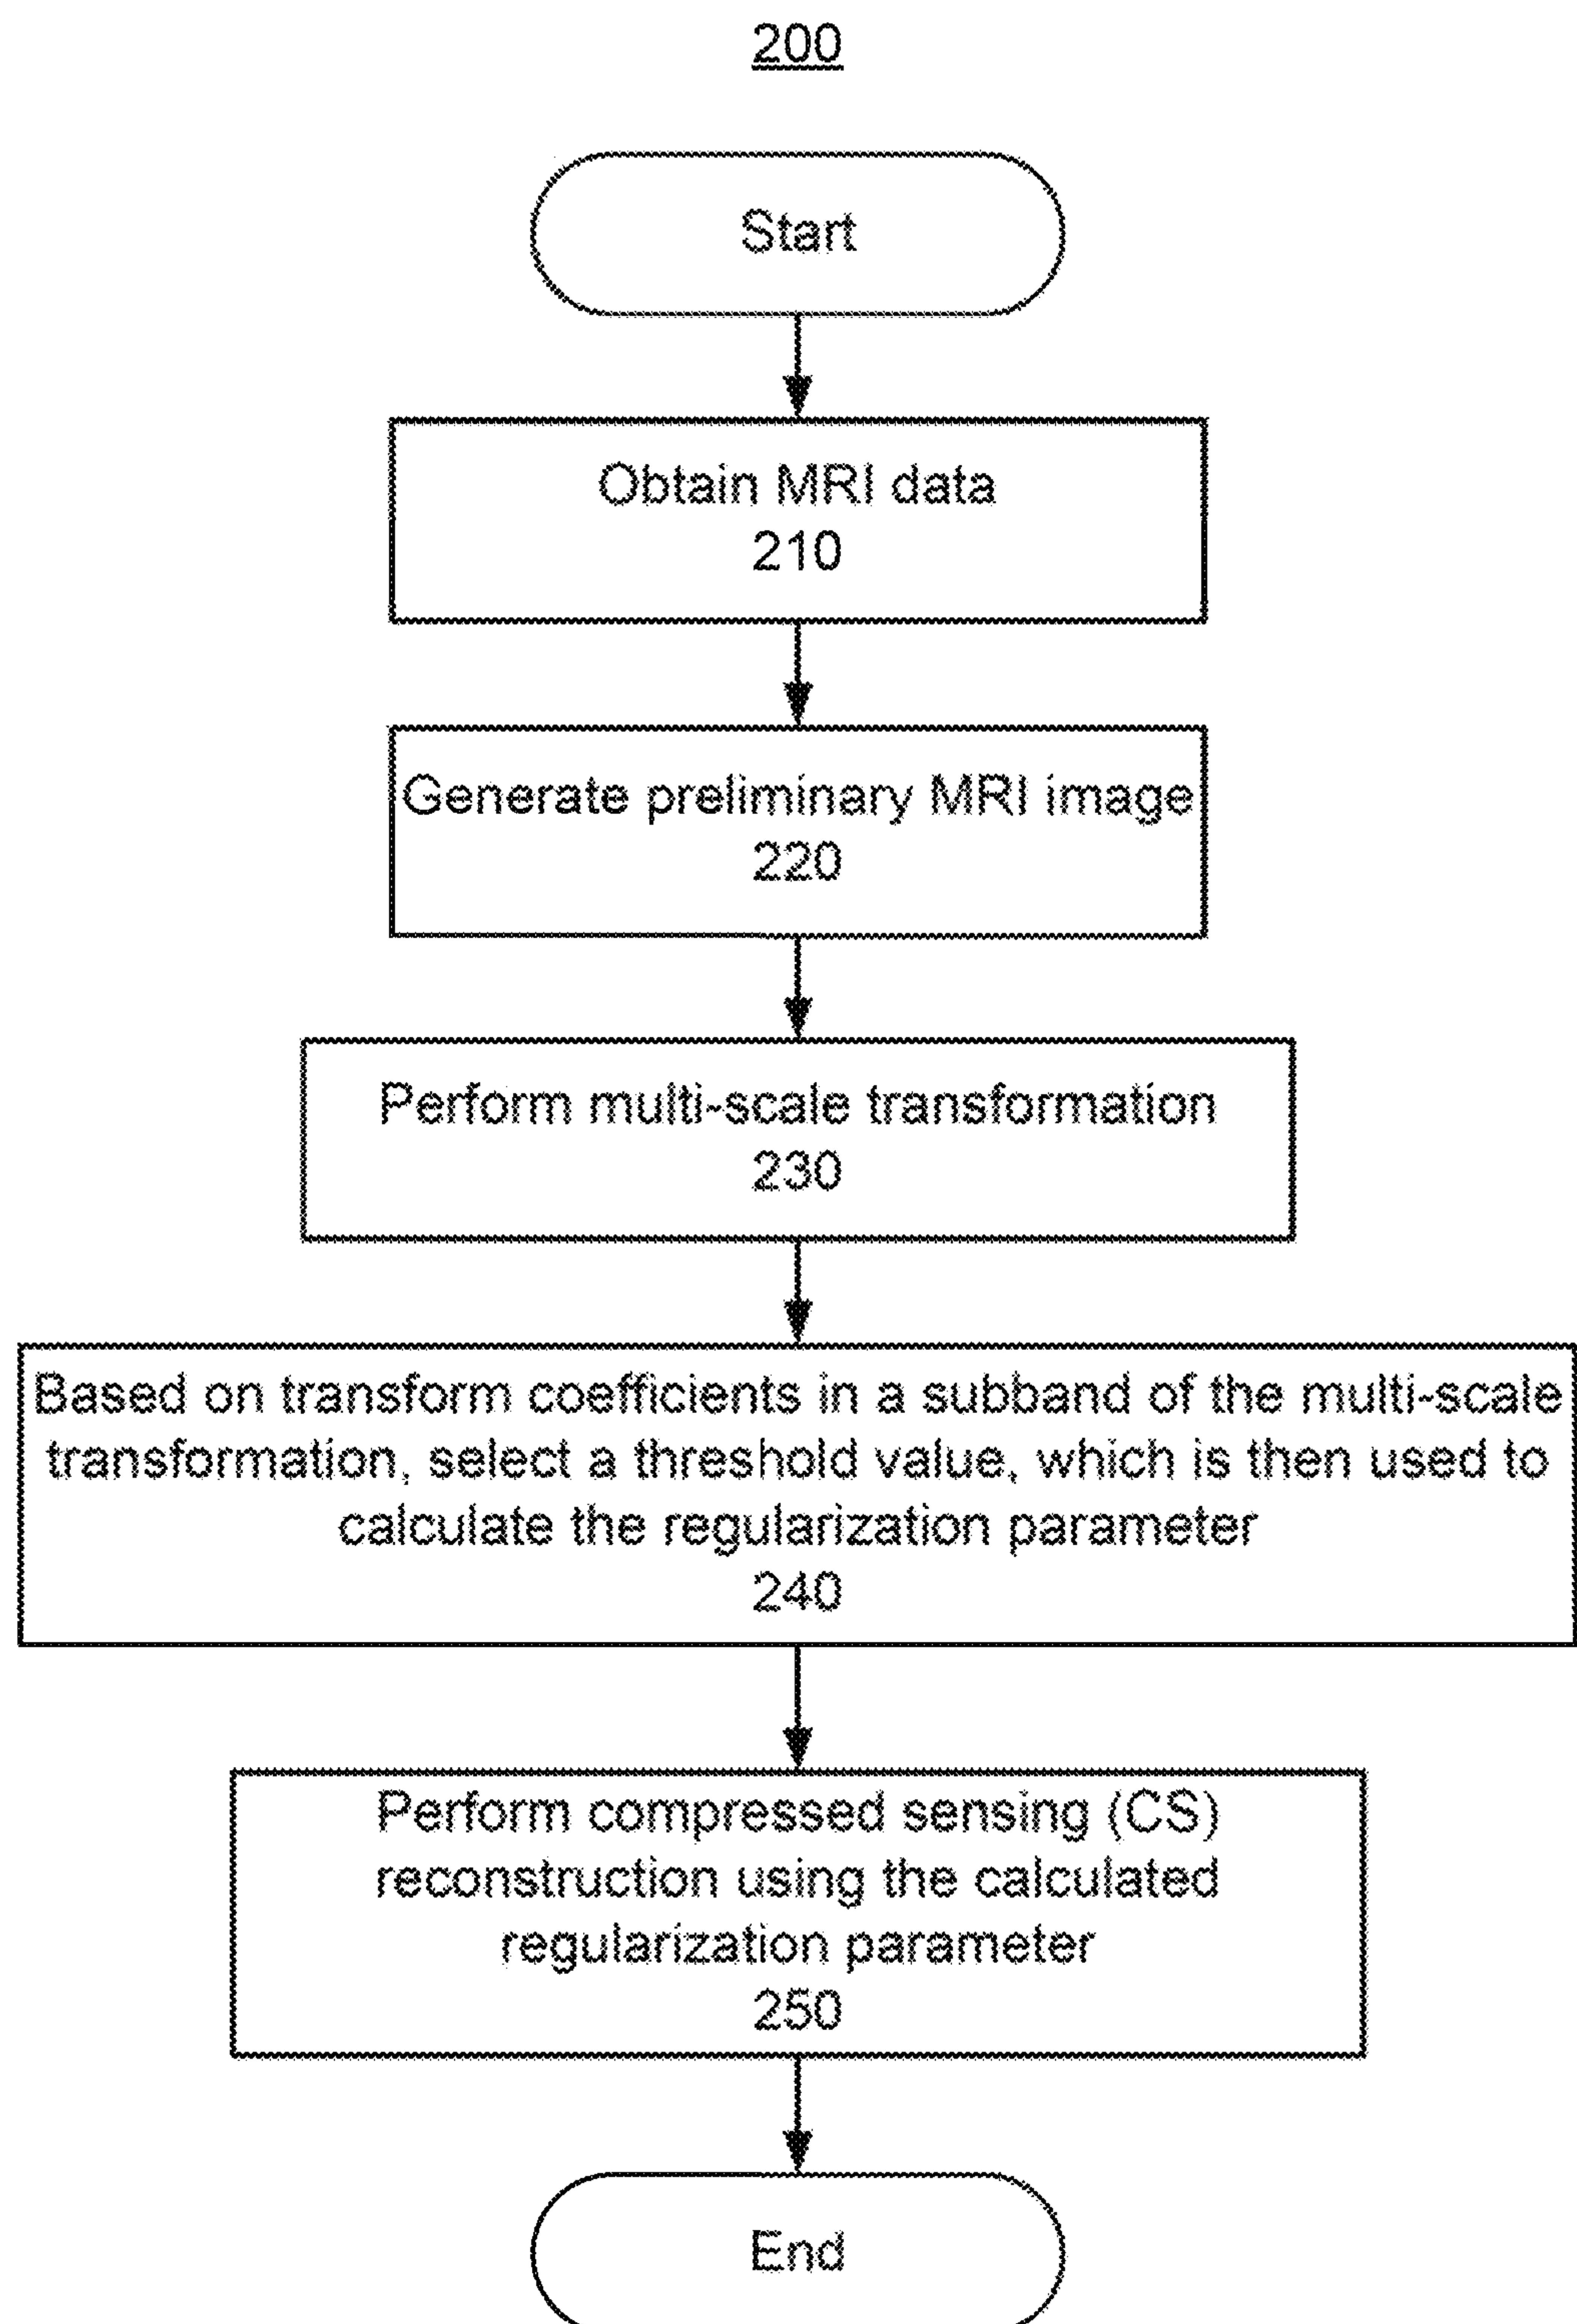 200
Start
Obtain MRI data
210
Generate preliminary MRI image
220
Perform multi-scale transformation
230
Based on transform coefficients in a subband of the multi-scale
transformation, select a threshold value, which is then used to
calculate the regularization parameter
240
Perform compressed sensing (CS)
reconstruction using the calculated
regularization parameter
250
End